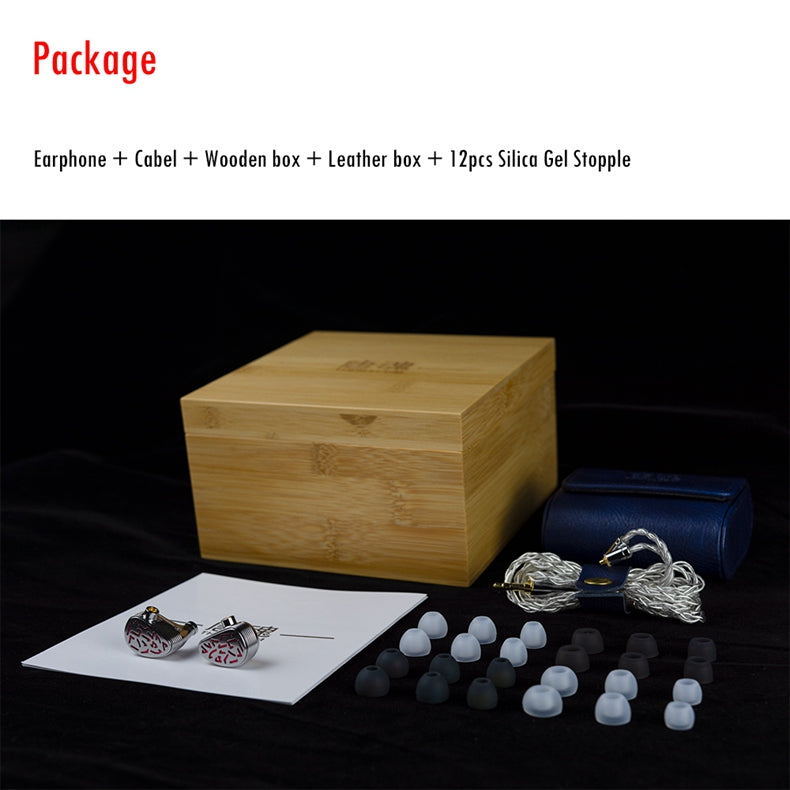 Package
Earphone + Cabel + Wooden box + Leather box + 12pcs Silica Gel Stopple